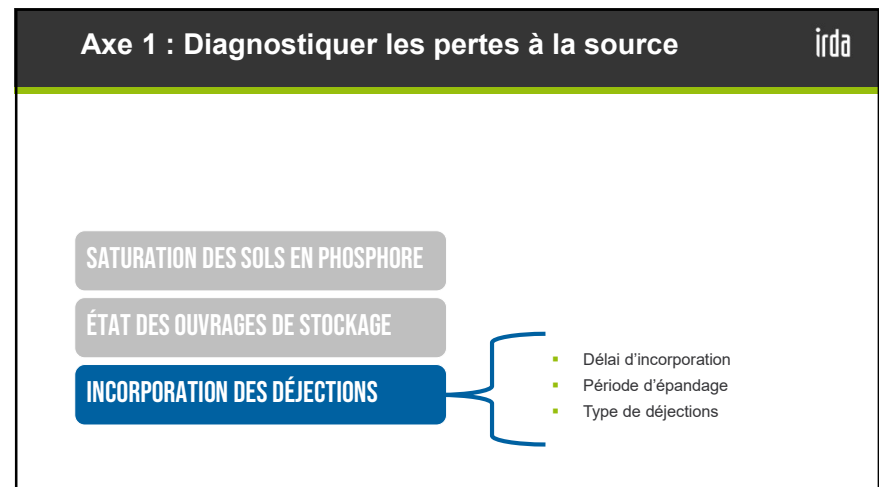 Axe 1 : Diagnostiquer les pertes à la source
irda
SATURATION DES SOLS EN PHOSPHORE
ÉTAT DES OUVRAGES DE STOCKAGE
INCORPORATION DES DÉJECTIONS
▪ Délai d'incorporation
▪ Période d'épandage
▪ Type de déjections